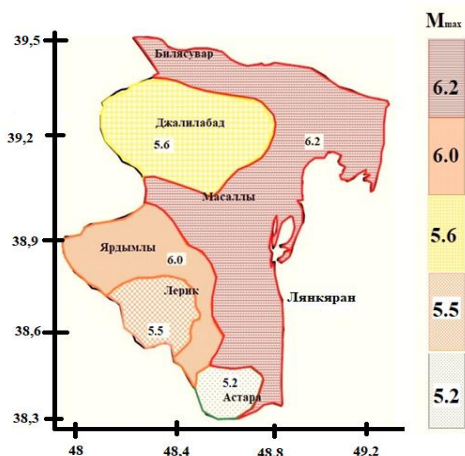 39,5
39,2
38,9
38,6
38,3
48
48,4
48,8
49,2
Билясувар
Джалилабад
5.6
6.2
Масаллы
Ярдымлы
6.0
Лерик
5.5
Лянкяран
5.2
Астара
Mmax
6.2
6.0
5.6
5.5
5.2